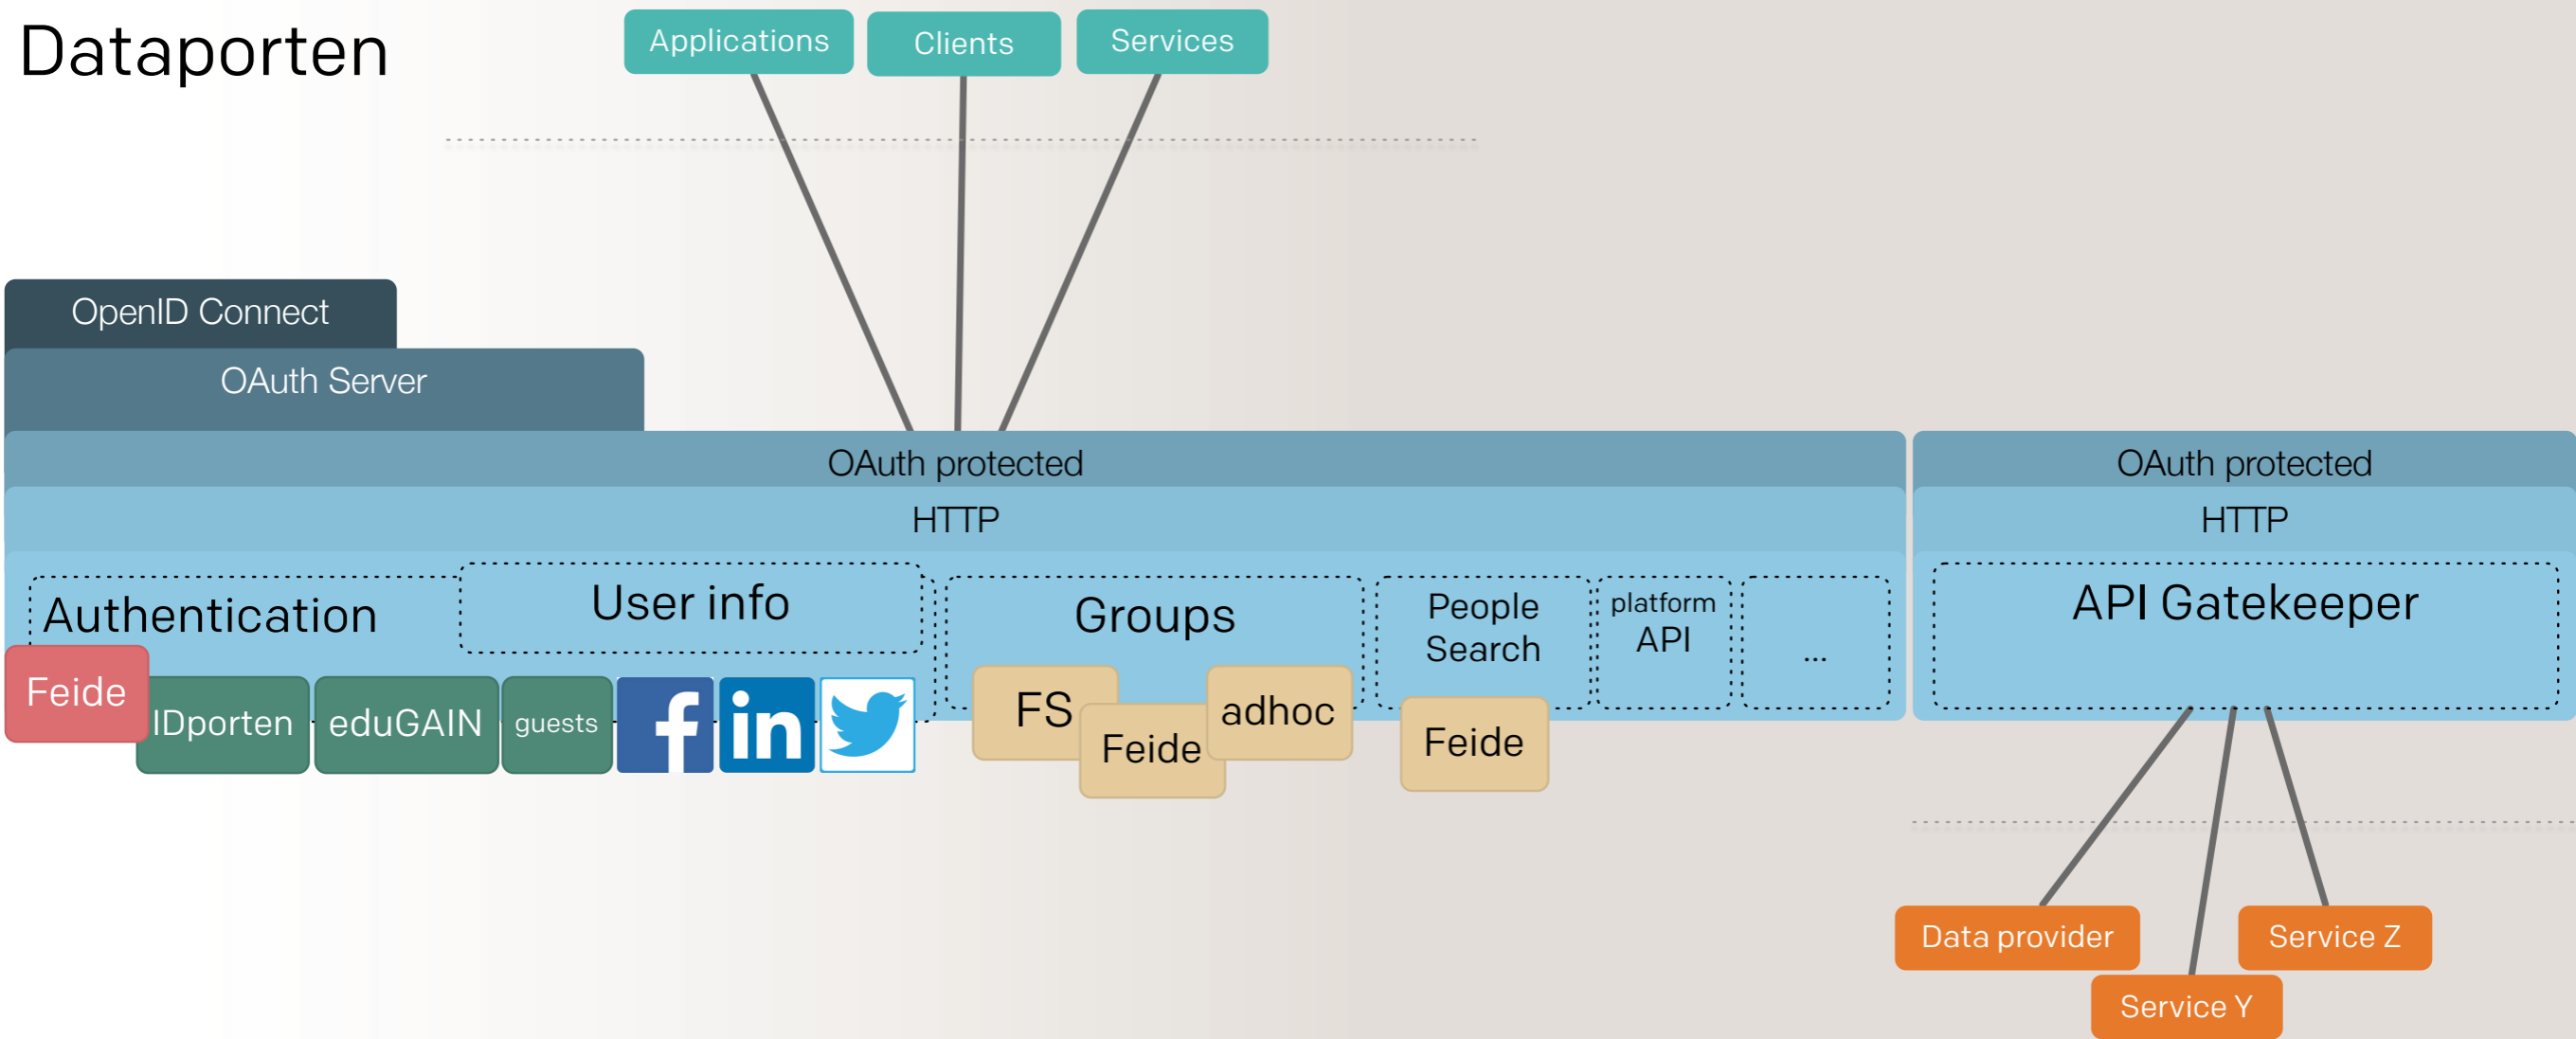 Dataporten
Applications
Clients
Services
OpenID Connect
OAuth Server
OAuth protected
OAuth protected
HTTP
HTTP
Authentication
User info
Groups
People
Search
platform
API
...
API Gatekeeper
Feide
IDporten
eduGAIN
guests
f
in
FS
Feide
adhoc
Feide
Data provider
Service Z
Service Y